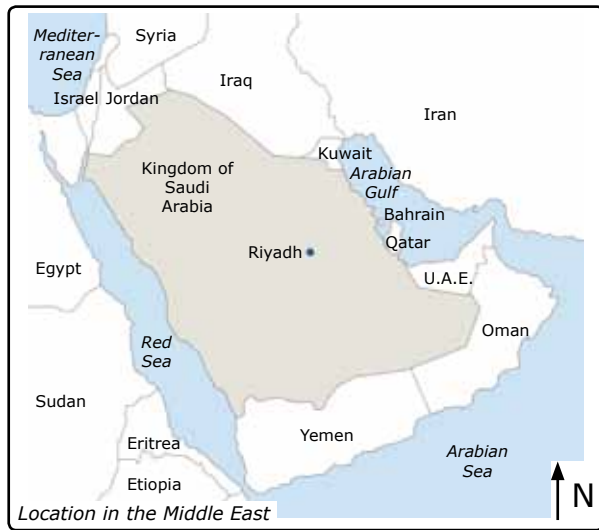 Mediter-
ranean
Sea
Syria
Iraq
Iran
Israel
Jordan
Kuwait
Arabian
Gulf
Kingdom of
Saudi
Arabia
Bahrain
Qatar
Riyadh
Egypt
U.A.E.
Oman
Red
Sea
Sudan
Eritrea
Yemen
Arabian
Sea
Etiopia
N
Location in the Middle East